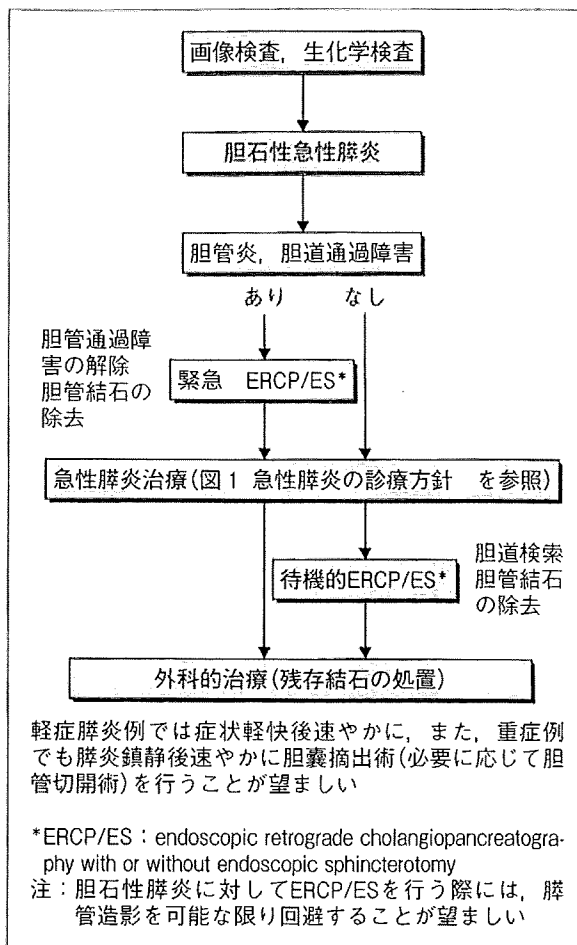 画像検査，生化学検査
胆石性急性膵炎
胆管炎，胆道通過障害
あり　なし
胆管通過障
害の解除
胆管結石の
除去
緊急　ERCP/ES*
急性膵炎治療(図1 急性膵炎の診療方針　を参照)
待機的ERCP/ES*
胆道検索
胆管結石
の除去
外科的治療(残存結石の処置)
軽症膵炎例では症状軽快後速やかに，また，重症例
でも膵炎鎮静後速やかに胆嚢摘出術(必要に応じて胆
管切開術)を行うことが望ましい
*ERCP/ES：endoscopic retrograde cholangiopancreatogra-
phy with or without endoscopic sphincterotomy
注：胆石性膵炎に対してERCP/ESを行う際には，膵
管造影を可能な限り回避することが望ましい